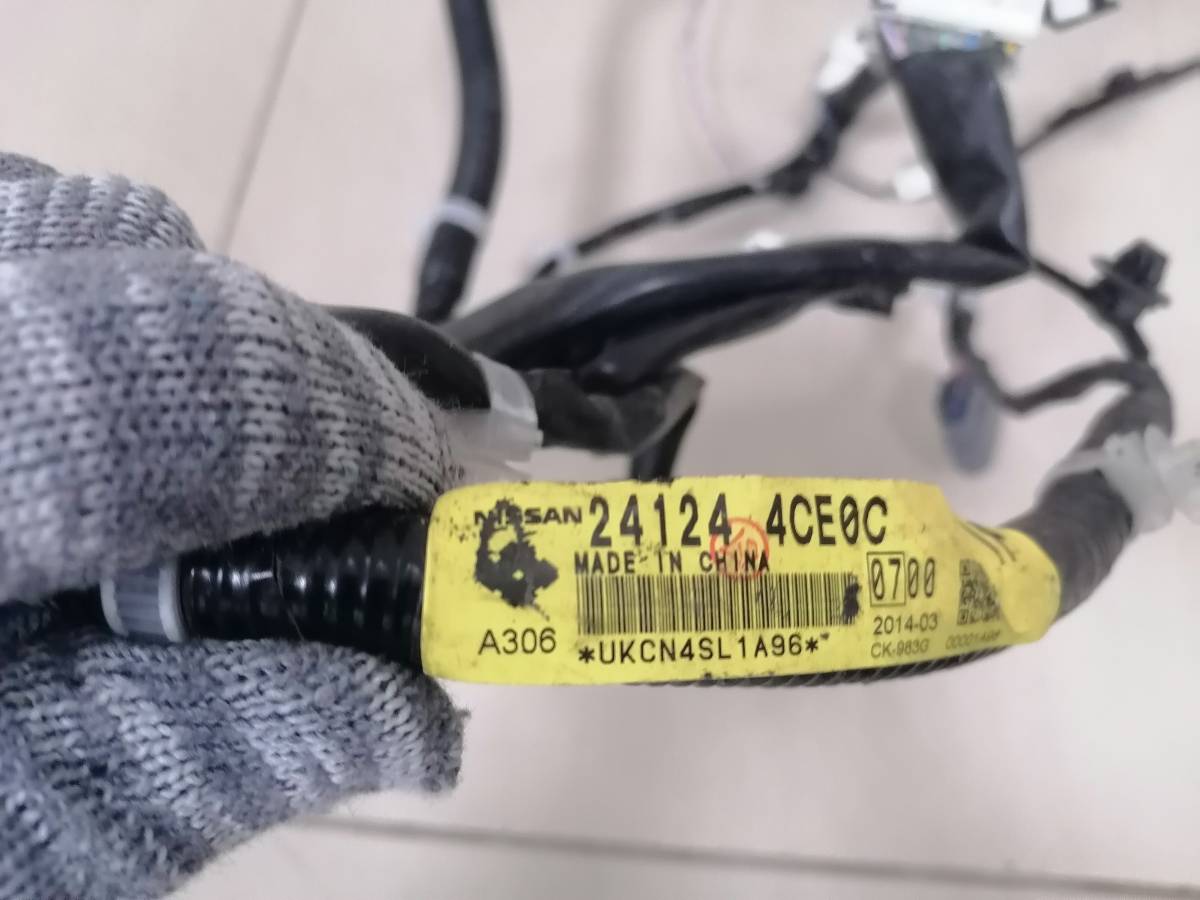 NISSAN 24124 4CE0C
MADE IN CHINA
0700
A306 *UKCN4SL1A96*
2014-03
CK-983G